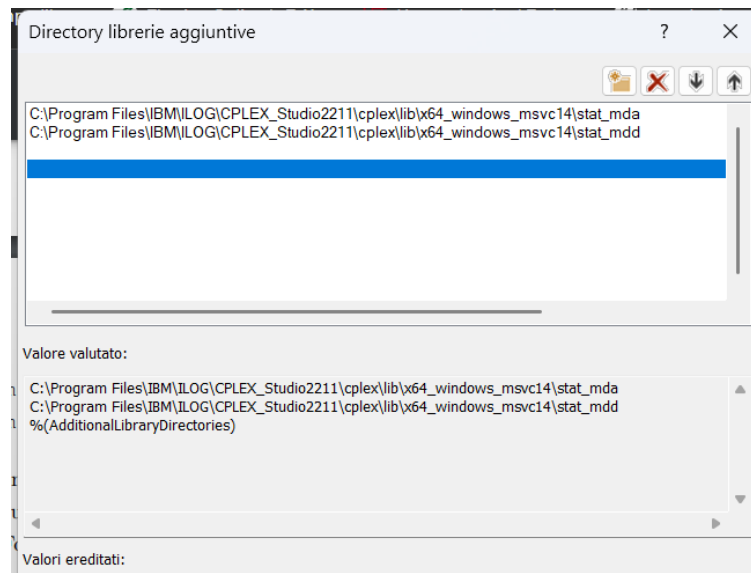 Directory librerie aggiuntive
C:\Program Files\IBM\ILOG\CPLEX_Studio2211\cplex\lib\x64_windows_msvc14\stat_mda
C:\Program Files\IBM\ILOG\CPLEX_Studio2211\cplex\lib\x64_windows_msvc14\stat_mdd
Valore valutato:
C:\Program Files\IBM\ILOG\CPLEX_Studio2211\cplex\lib\x64_windows_msvc14\stat_mda
C:\Program Files\IBM\ILOG\CPLEX_Studio2211\cplex\lib\x64_windows_msvc14\stat_mdd
%(AdditionalLibraryDirectories)
Valori ereditati: